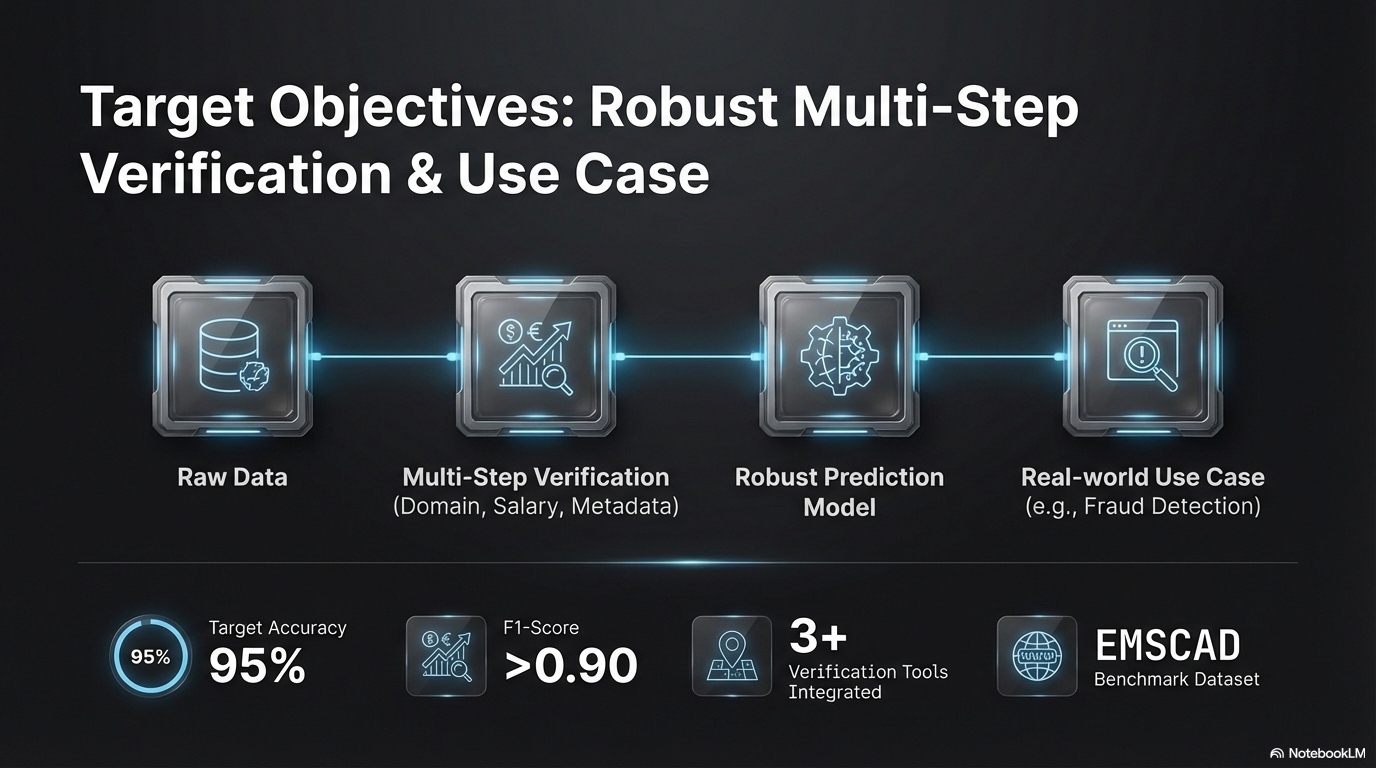 Target Objectives: Robust Multi-Step
Verification & Use Case
Raw Data
Multi-Step Verification
(Domain, Salary, Metadata)
Robust Prediction
Model
Real-world Use Case
(e.g., Fraud Detection)
95%
Target Accuracy
95%
F1-Score
>0.90
3+
Verification Tools
Integrated
WWW
EMSCAD
Benchmark Dataset
NotebookLM